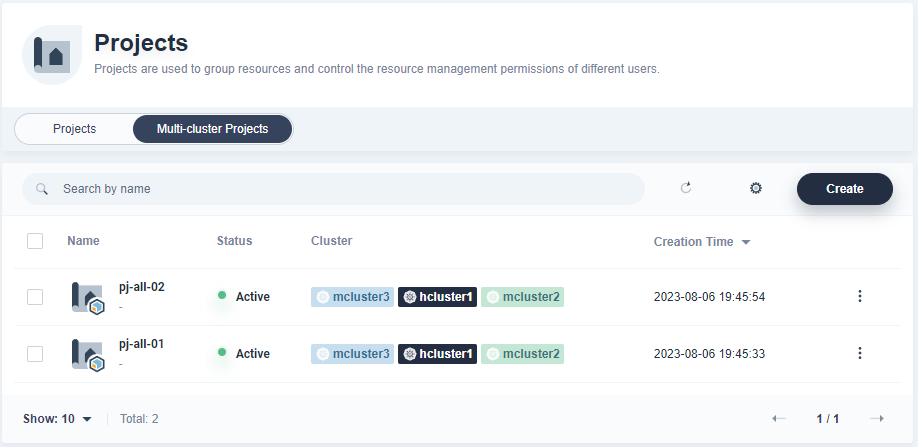 Projects
Projects are used to group resources and control the resource management permissions of different users.
Projects Multi-cluster Projects
Search by name Create
Name Status Cluster Creation Time
pj-all-02
- Active mcluster3 hcluster1 mcluster2 2023-08-06 19:45:54
pj-all-01
- Active mcluster3 hcluster1 mcluster2 2023-08-06 19:45:33
Show: 10 Total: 2 1 / 1